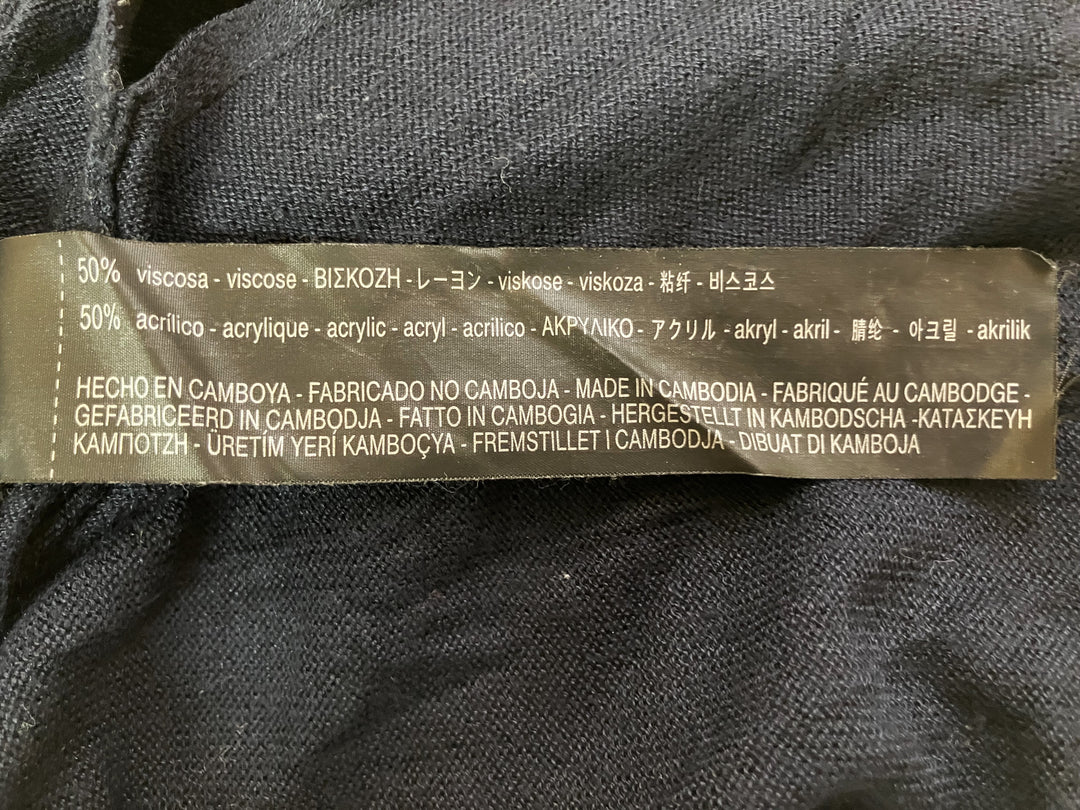 50% viscosa - viscose - ΒΙΣΚΟΖΗ - レーヨン - viskose - viskoza - 粘纤 - 비스코스
50% acrílico - acrylique - acrylic - acryl - acrilico - ΑΚΡΥΛΙΚΟ - アクリル - akryl - akril - 腈纶 - 아크릴 - akrilik
HECHO EN CAMBOYA - FABRICADO NO CAMBOJA - MADE IN CAMBODIA - FABRIQUÉ AU CAMBODGE -
GEFABRICEERD IN CAMBODJA - FATTO IN CAMBOGIA - HERGESTELLT IN KAMBODSCHA -ΚΑΤΑΣΚΕΥΗ
ΚΑΜΠΟΤΖΗ - ÜRETİM YERİ KAMBOÇYA - FREMSTILLET I CAMBODJA - DIBUAT DI KAMBOJA